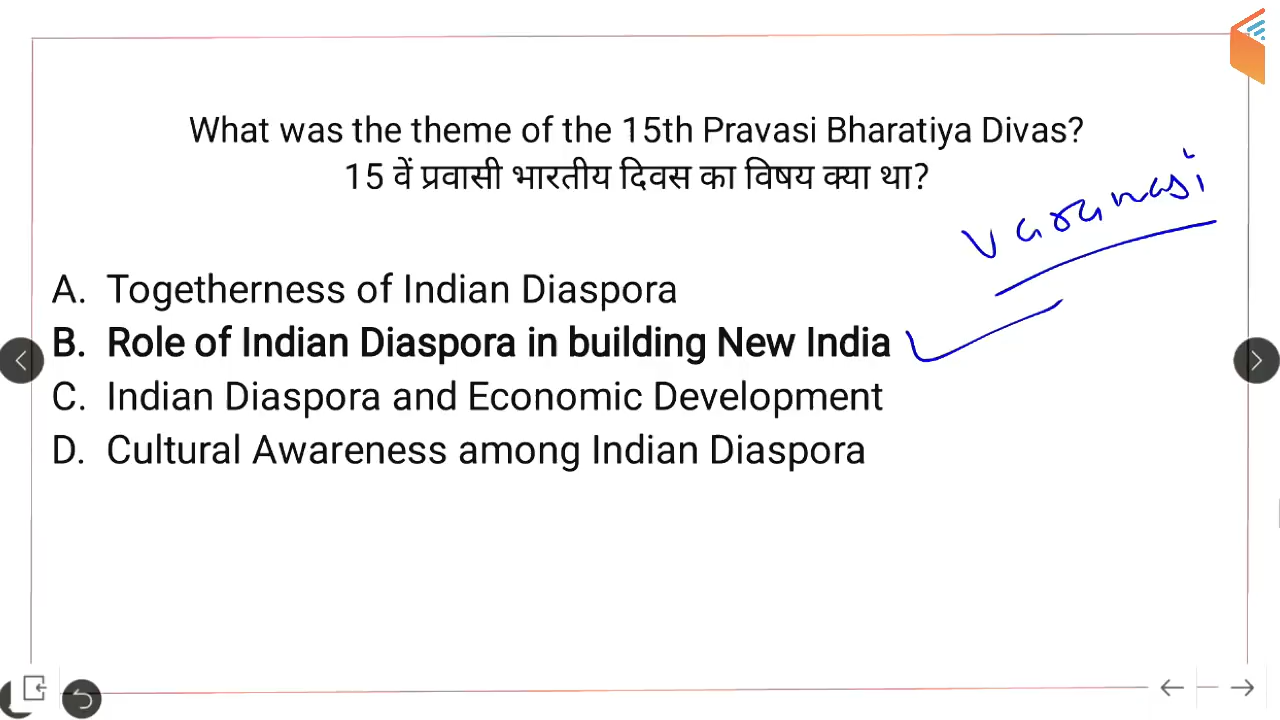 What was the theme of the 15th Pravasi Bharatiya Divas?
15 वें प्रवासी भारतीय दिवस का विषय क्या था?
varanasi
A. Togetherness of Indian Diaspora
B. Role of Indian Diaspora in building New India
C. Indian Diaspora and Economic Development
D. Cultural Awareness among Indian Diaspora